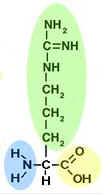 NH₂
C=NH
NH
CH₂
CH₂
CH₂
H
N-C-C O
H H OH